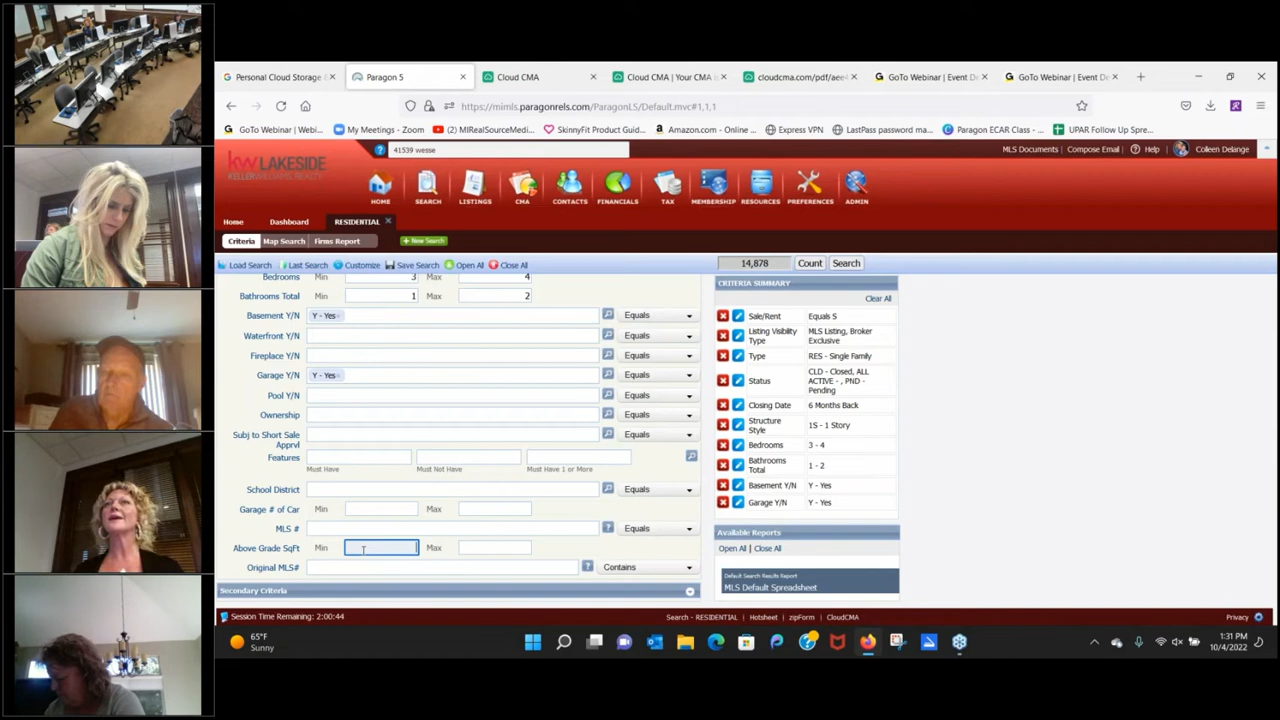 Personal Cloud Storage &
Paragon 5
Cloud CMA
Cloud CMA | Your CMA is
cloudcma.com/pdf/aee4
GoTo Webinar | Event D
GoTo Webinar | Event De
https://mimls.paragonrels.com/ParagonLS/Default.mvc#1,1,1
GoTo Webinar | Webi...
My Meetings - Zoom
(2) MIRealSourceMedi...
SkinnyFit Product Guid...
Amazon.com - Online ...
Express VPN
LastPass password ma...
Paragon ECAR Class - ...
UPAR Follow Up Spre...
kw LAKESIDE
KELLERWILLIAMS REALTY
41539 wesse
MLS Documents
Compose Email
Help
Colleen Delange
HOME
SEARCH
LISTINGS
CMA
CONTACTS
FINANCIALS
TAX
MEMBERSHIP
RESOURCES
PREFERENCES
ADMIN
Home
Dashboard
RESIDENTIAL
Criteria
Map Search
Firms Report
+ New Search
Load Search
Last Search
Customize
Save Search
Open All
Close All
14,878
Count
Search
Bedrooms Min 3 Max 4
Bathrooms Total Min 1 Max 2
Basement Y/N Y - Yes Equals
Waterfront Y/N Equals
Fireplace Y/N Equals
Garage Y/N Y - Yes Equals
Pool Y/N Equals
Ownership Equals
Subj to Short Sale Equals
Apprvl
Features
Must Have Must Not Have Must Have 1 or More
School District Equals
Garage # of Car Min Max
MLS # Equals
Above Grade SqFt Min Max
Original MLS# Contains
Secondary Criteria
CRITERIA SUMMARY
Clear All
Sale/Rent Equals S
Listing Visibility MLS Listing, Broker
Type Exclusive
Type RES - Single Family
Status CLD - Closed, ALL
ACTIVE - , PND -
Pending
Closing Date 6 Months Back
Structure 1S - 1 Story
Style
Bedrooms 3 - 4
Bathrooms 1 - 2
Total
Basement Y/N Y - Yes
Garage Y/N Y - Yes
Available Reports
Open All | Close All
Default Search Results Report
MLS Default Spreadsheet
Session Time Remaining: 2:00:44
Search - RESIDENTIAL
Hotsheet
zipForm
CloudCMA
Privacy
65°F
Sunny
1:31 PM
10/4/2022